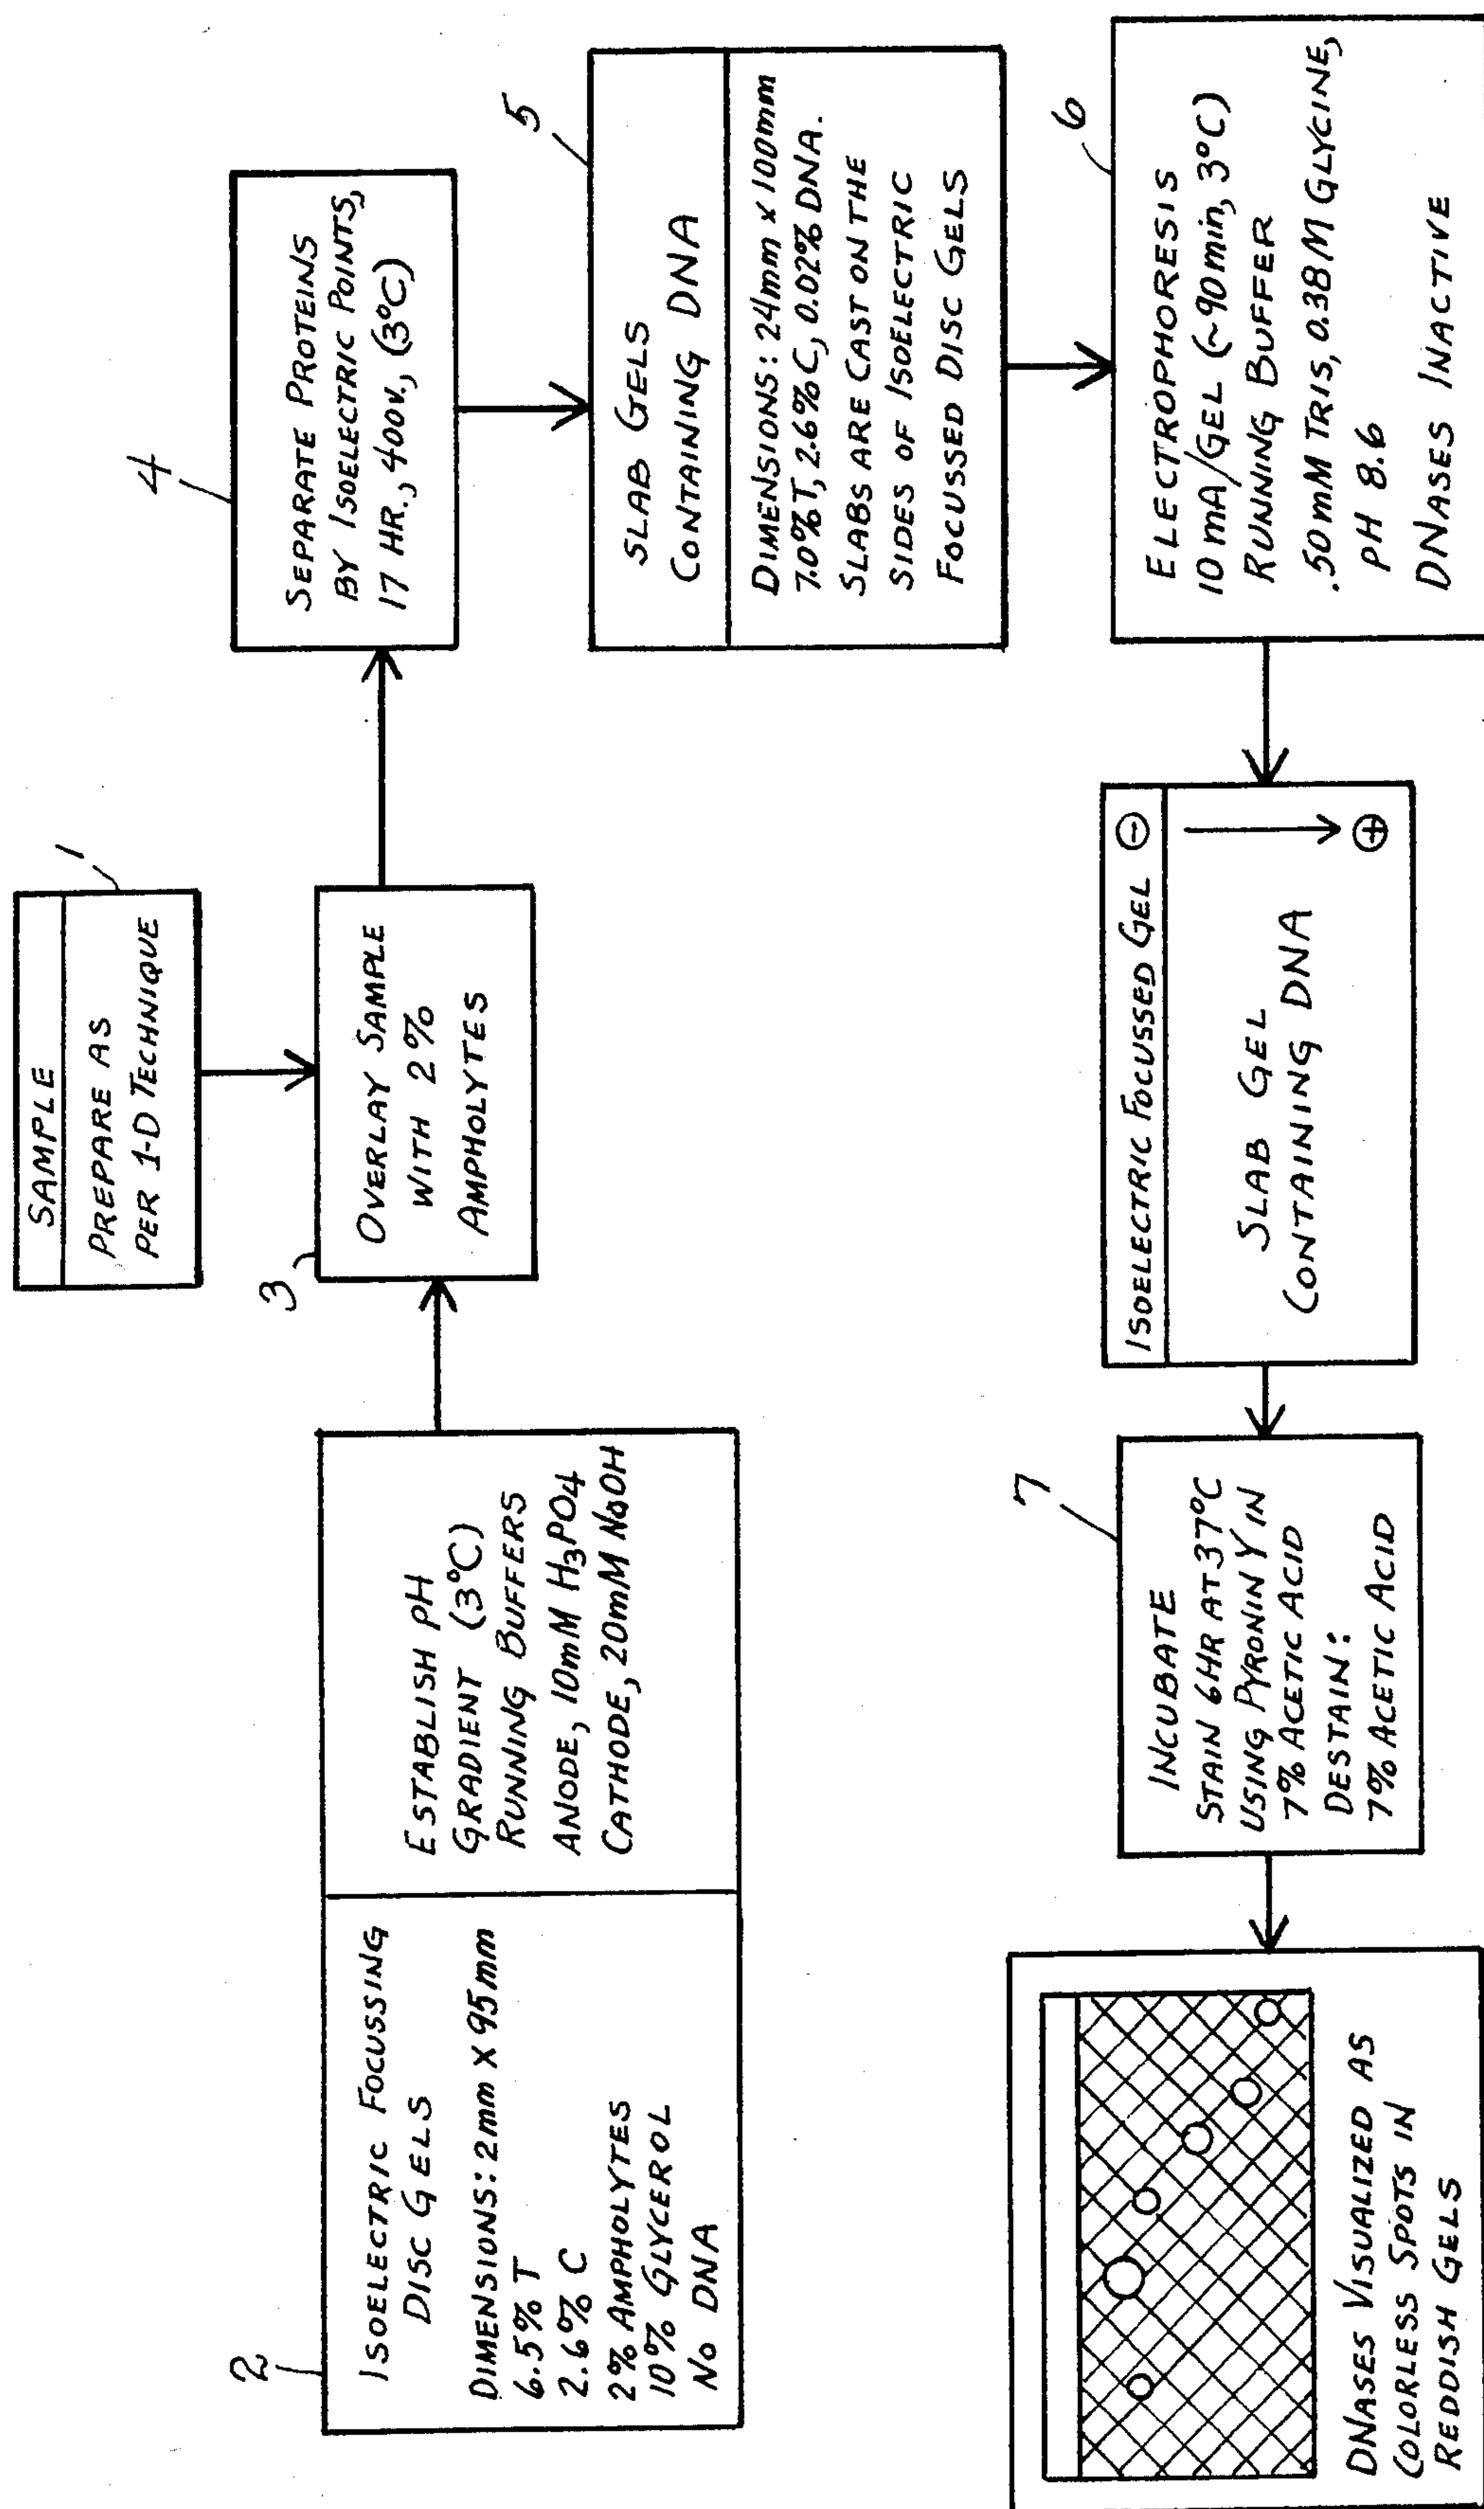 1
SAMPLE
PREPARE AS
PER 1-D TECHNIQUE
2
ISOELECTRIC FOCUSSING
DISC GELS
DIMENSIONS: 2mm X 95mm
6.5% T
2.6% C
2% AMPHOLYTES
10% GLYCEROL
NO DNA
ESTABLISH PH
GRADIENT (3°C)
RUNNING BUFFERS
ANODE, 10mM H3PO4
CATHODE, 20mM NaOH
3
OVERLAY SAMPLE
WITH 2%
AMPHOLYTES
4
SEPARATE PROTEINS
BY ISOELECTRIC POINTS,
17 HR., 400V., (3°C)
5
SLAB GELS
CONTAINING DNA
DIMENSIONS: 24mm x 100mm
7.0% T, 2.6% C, 0.02% DNA.
SLABS ARE CAST ON THE
SIDES OF ISOELECTRIC
FOCUSSED DISC GELS
6
ELECTROPHORESIS
10 mA/GEL (~90 min, 3°C)
RUNNING BUFFER
.50mM TRIS, 0.38M GLYCINE,
PH 8.6
DNASES INACTIVE
ISOELECTRIC FOCUSSED GEL ⊖
SLAB GEL
CONTAINING DNA
⊕
7
INCUBATE
STAIN 6HR AT 37°C
USING PYRONIN Y IN
7% ACETIC ACID
DESTAIN:
7% ACETIC ACID
DNASES VISUALIZED AS
COLORLESS SPOTS IN
REDDISH GELS